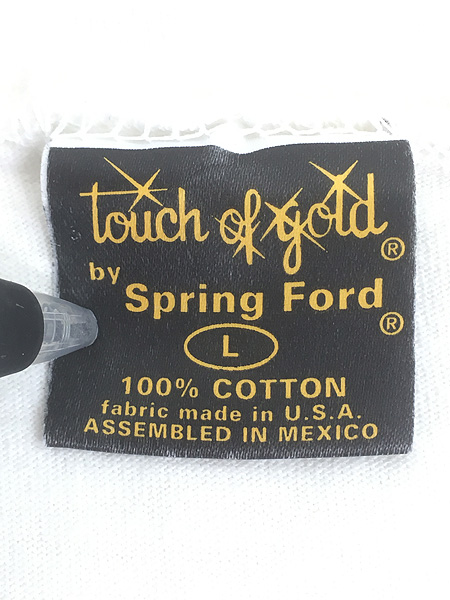 touch of gold ®
by
Spring Ford ®
L
100% COTTON
fabric made in U.S.A.
ASSEMBLED IN MEXICO